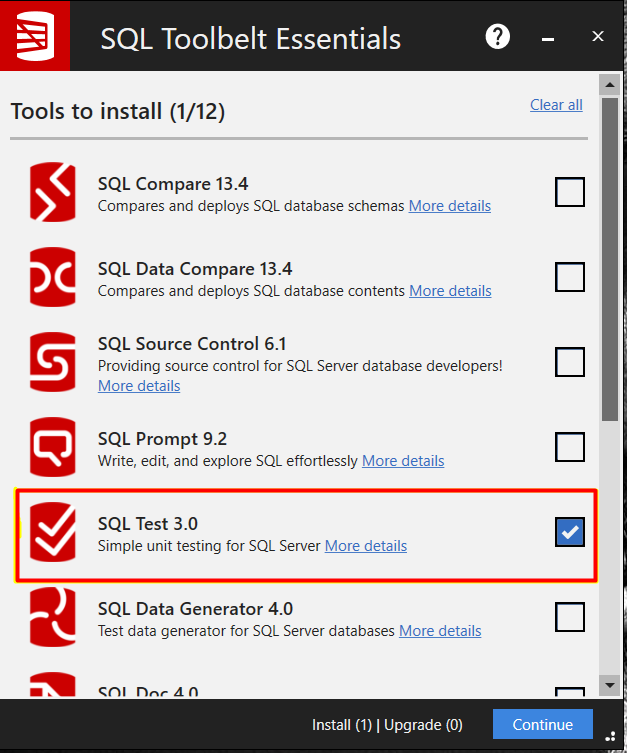 SQL Toolbelt Essentials
Tools to install (1/12)
Clear all
SQL Compare 13.4
Compares and deploys SQL database schemas More details
SQL Data Compare 13.4
Compares and deploys SQL database contents More details
SQL Source Control 6.1
Providing source control for SQL Server database developers!
More details
SQL Prompt 9.2
Write, edit, and explore SQL effortlessly More details
SQL Test 3.0
Simple unit testing for SQL Server More details
SQL Data Generator 4.0
Test data generator for SQL Server databases More details
SQL Doc 4.0
Install (1) | Upgrade (0)
Continue